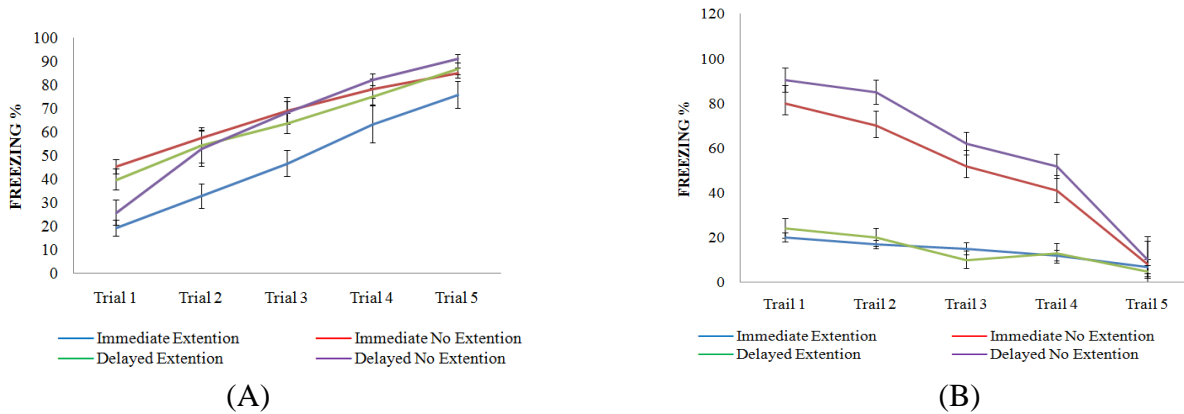 FREEZING %
100
90
80
70
60
50
40
30
20
10
0
Trial 1 Trial 2 Trial 3 Trial 4 Trial 5
Immediate Extention Immediate No Extention
Delayed Extention Delayed No Extention
(A)
FREEZING %
120
100
80
60
40
20
0
Trail 1 Trail 2 Trail 3 Trail 4 Trail 5
Immediate Extention Immediate No Extention
Delayed Extention Delayed No Extention
(B)